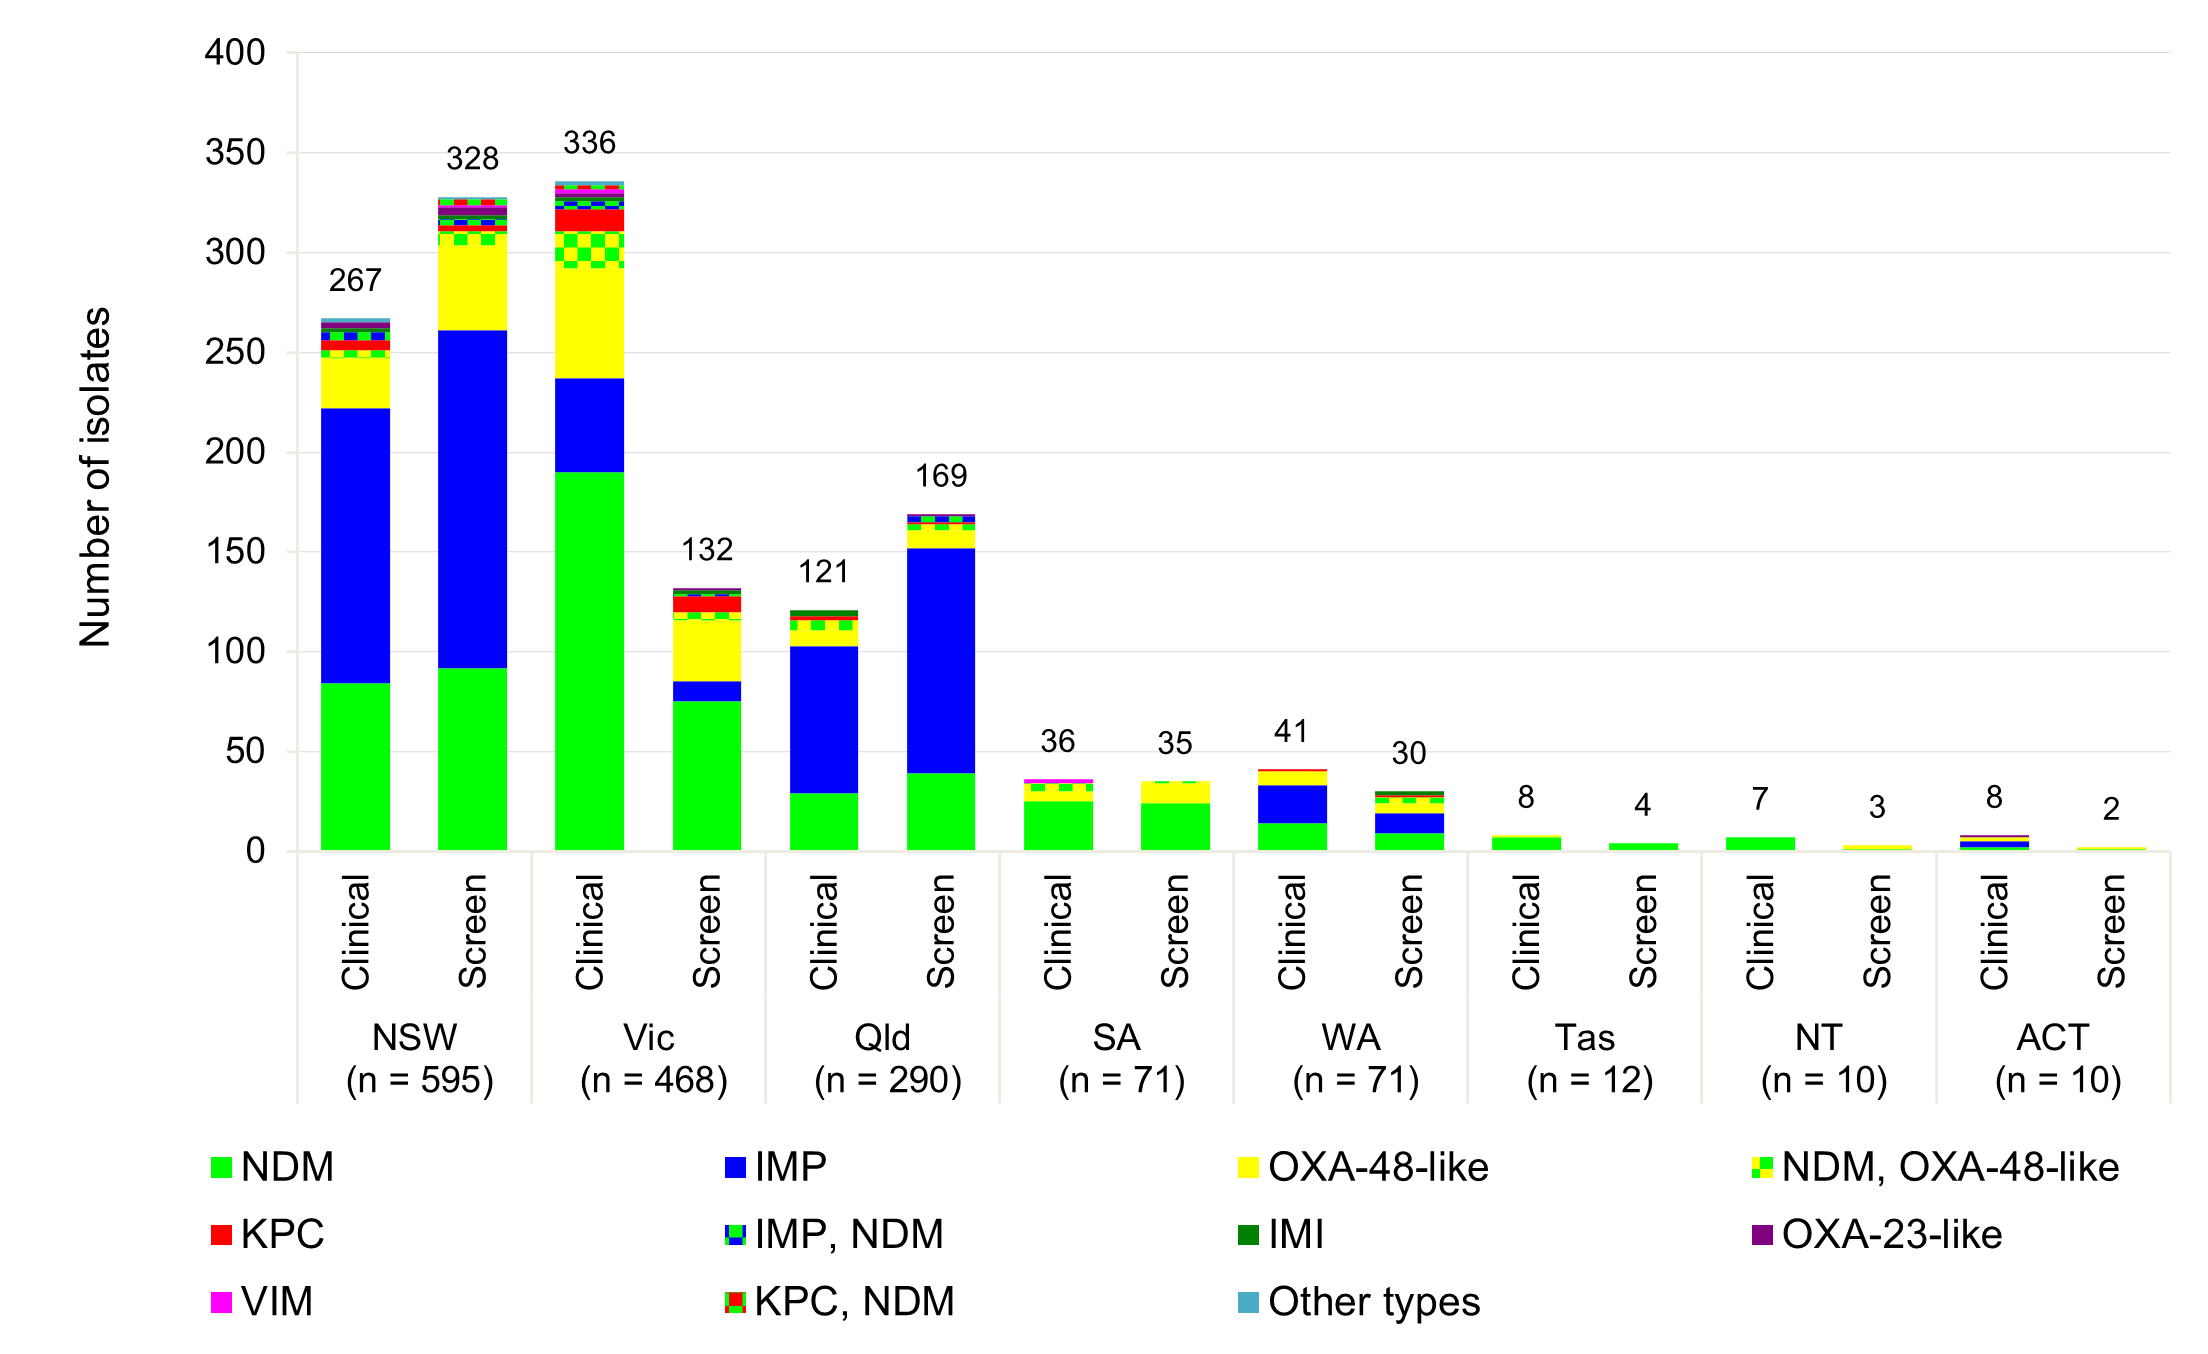 Number of isolates
400
350
300
250
200
150
100
50
0
267
328
336
132
121
169
36
35
41
30
8
4
7
3
8
2
Clinical
Screen
Clinical
Screen
Clinical
Screen
Clinical
Screen
Clinical
Screen
Clinical
Screen
Clinical
Screen
Clinical
Screen
NSW
(n = 595)
Vic
(n = 468)
Qld
(n = 290)
SA
(n = 71)
WA
(n = 71)
Tas
(n = 12)
NT
(n = 10)
ACT
(n = 10)
NDM
IMP
OXA-48-like
NDM, OXA-48-like
KPC
IMP, NDM
IMI
OXA-23-like
VIM
KPC, NDM
Other types